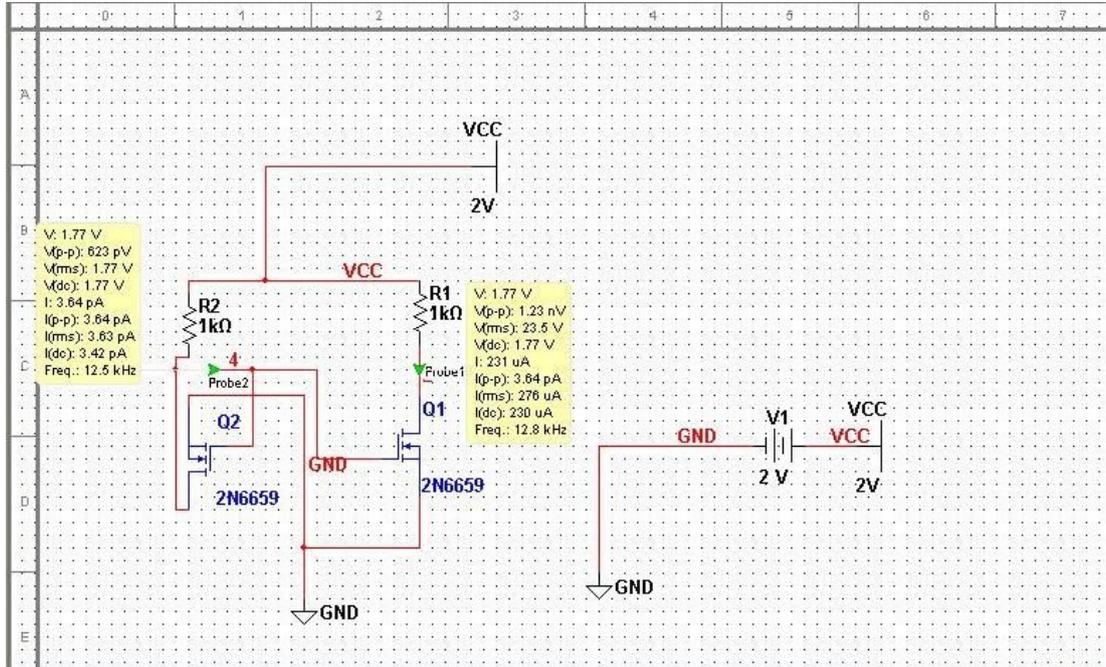 0 1 2 3 4 5 6 7
A
B
C
D
E
VCC
2V
V: 1.77 V
V(p-p): 623 pV
V(rms): 1.77 V
V(dc): 1.77 V
I: 3.64 pA
I(p-p): 3.64 pA
I(rms): 3.63 pA
I(dc): 3.42 pA
Freq.: 12.5 kHz
VCC
R2
1kΩ
R1
1kΩ
V: 1.77 V
V(p-p): 1.23 nV
V(rms): 23.5 V
V(dc): 1.77 V
I: 231 uA
I(p-p): 3.64 pA
I(rms): 276 uA
I(dc): 230 uA
Freq.: 12.8 kHz
4
Probe2
Probe1
Q2
Q1
GND
2N6659
2N6659
GND
GND
V1
2 V
VCC
VCC
2V
GND